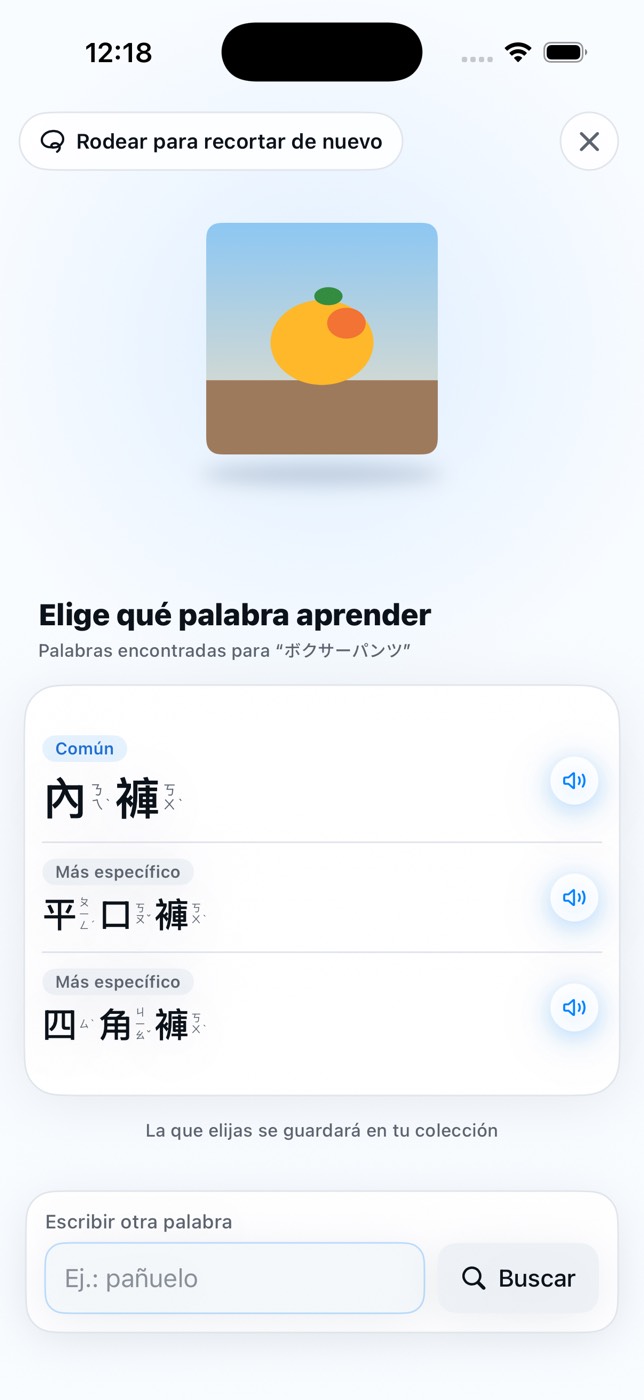 12:18
Rodear para recortar de nuevo
Elige qué palabra aprender
Palabras encontradas para “ボクサーパンツ”
Común
內ㄋㄟˋ褲ㄎㄨˋ
Más específico
平ㄆㄧㄥˊ口ㄎㄡˇ褲ㄎㄨˋ
Más específico
四ㄙˋ角ㄐㄧㄠˇ褲ㄎㄨˋ
La que elijas se guardará en tu colección
Escribir otra palabra
Ej.: pañuelo
Buscar